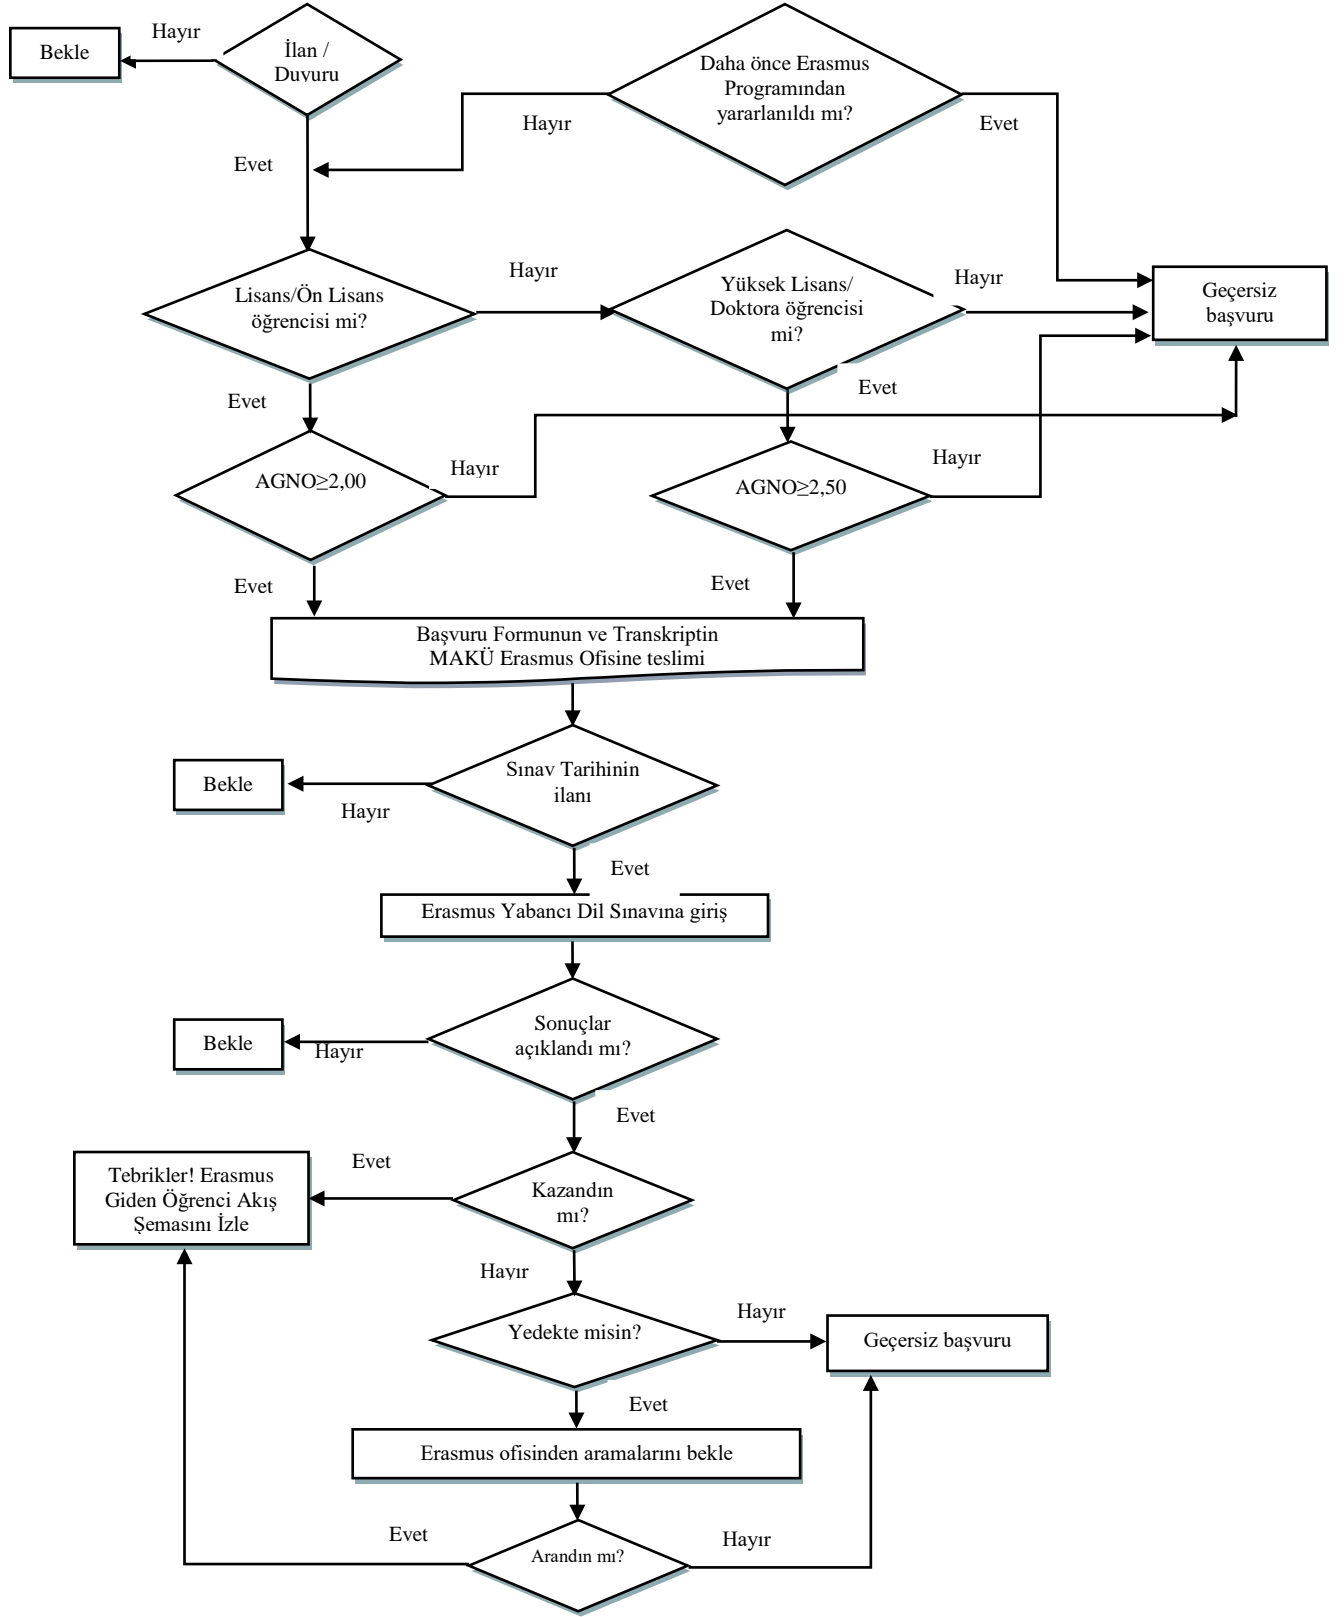 Hayır
Bekle
İlan /
Duyuru
Daha önce Erasmus
Programından
yararlanıldı mı?
Hayır
Evet
Evet
Hayır
Lisans/Ön Lisans
öğrencisi mi?
Yüksek Lisans/
Doktora öğrencisi
mi?
Hayır
Geçersiz
başvuru
Evet
Evet
AGNO≥2,00
Hayır
AGNO≥2,50
Hayır
Evet
Evet
Başvuru Formunun ve Transkriptin
MAKÜ Erasmus Ofisine teslimi
Bekle
Hayır
Sınav Tarihinin
ilanı
Evet
Erasmus Yabancı Dil Sınavına giriş
Bekle
Hayır
Sonuçlar
açıklandı mı?
Evet
Tebrikler! Erasmus
Giden Öğrenci Akış
Şemasını İzle
Evet
Kazandın
mı?
Hayır
Yedekte misin?
Hayır
Geçersiz başvuru
Evet
Erasmus ofisinden aramalarını bekle
Evet
Arandın mı?
Hayır